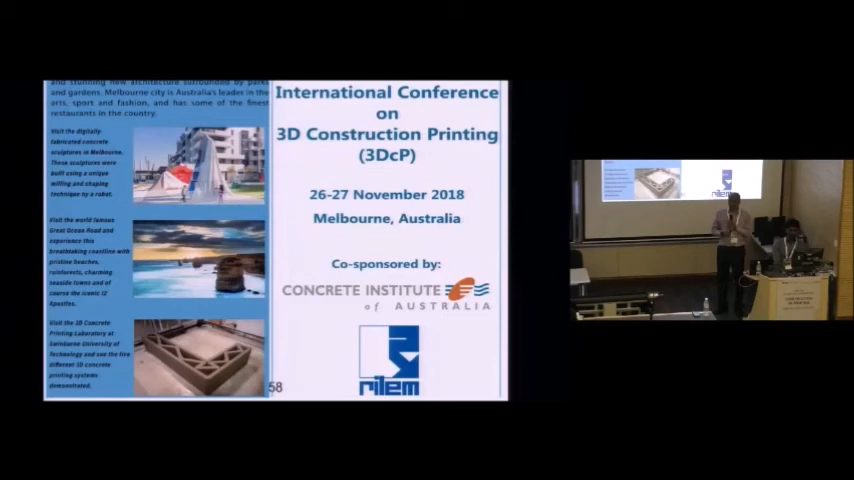 and stunning new architecture surrounded by parks
and gardens. Melbourne city is Australia's leader in the
arts, sport and fashion, and has some of the finest
restaurants in the country.
Visit the digitally
fabricated concrete
sculptures in Melbourne.
These sculptures were
built using a unique
milling and shaping
technique by a robot.
Visit the world famous
Great Ocean Road and
experience this
breathtaking coastline with
pristine beaches,
rainforests, charming
seaside towns and of
course the iconic 12
Apostles.
Visit the 3D Concrete
Printing Laboratory at
Swinburne University of
Technology and see the five
different 3D concrete
printing systems
demonstrated.
58
International Conference
on
3D Construction Printing
(3DcP)
26-27 November 2018
Melbourne, Australia
Co-sponsored by:
CONCRETE INSTITUTE
of AUSTRALIA
rilem
rilem